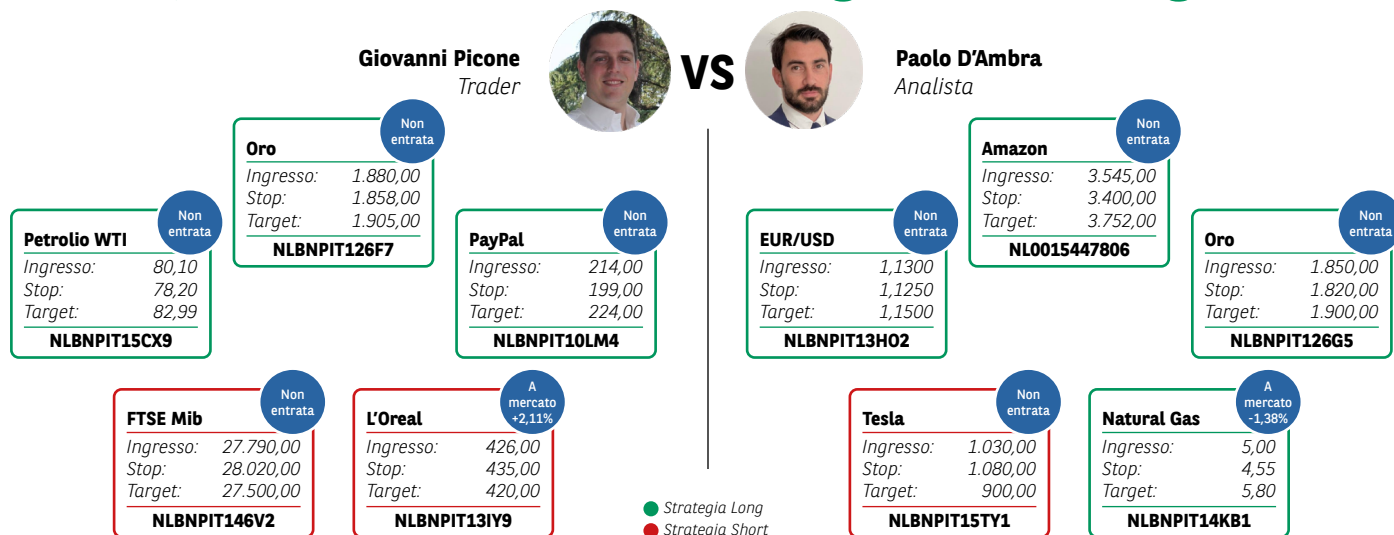 Giovanni Picone
Trader
VS
Paolo D'Ambra
Analista
Non
entrata
Oro
Ingresso: 1.880,00
Stop: 1.858,00
Target: 1.905,00
NLBNPIT126F7
Non
entrata
Petrolio WTI
Ingresso: 80,10
Stop: 78,20
Target: 82,99
NLBNPIT15CX9
Non
entrata
PayPal
Ingresso: 214,00
Stop: 199,00
Target: 224,00
NLBNPIT10LM4
Non
entrata
FTSE Mib
Ingresso: 27.790,00
Stop: 28.020,00
Target: 27.500,00
NLBNPIT146V2
A
mercato
+2,11%
L'Oreal
Ingresso: 426,00
Stop: 435,00
Target: 420,00
NLBNPIT13IY9
Non
entrata
Amazon
Ingresso: 3.545,00
Stop: 3.400,00
Target: 3.752,00
NL0015447806
Non
entrata
EUR/USD
Ingresso: 1,1300
Stop: 1,1250
Target: 1,1500
NLBNPIT13HO2
Non
entrata
Oro
Ingresso: 1.850,00
Stop: 1.820,00
Target: 1.900,00
NLBNPIT126G5
Non
entrata
Tesla
Ingresso: 1.030,00
Stop: 1.080,00
Target: 900,00
NLBNPIT15TY1
A
mercato
-1,38%
Natural Gas
Ingresso: 5,00
Stop: 4,55
Target: 5,80
NLBNPIT14KB1
Strategia Long
Strategia Short